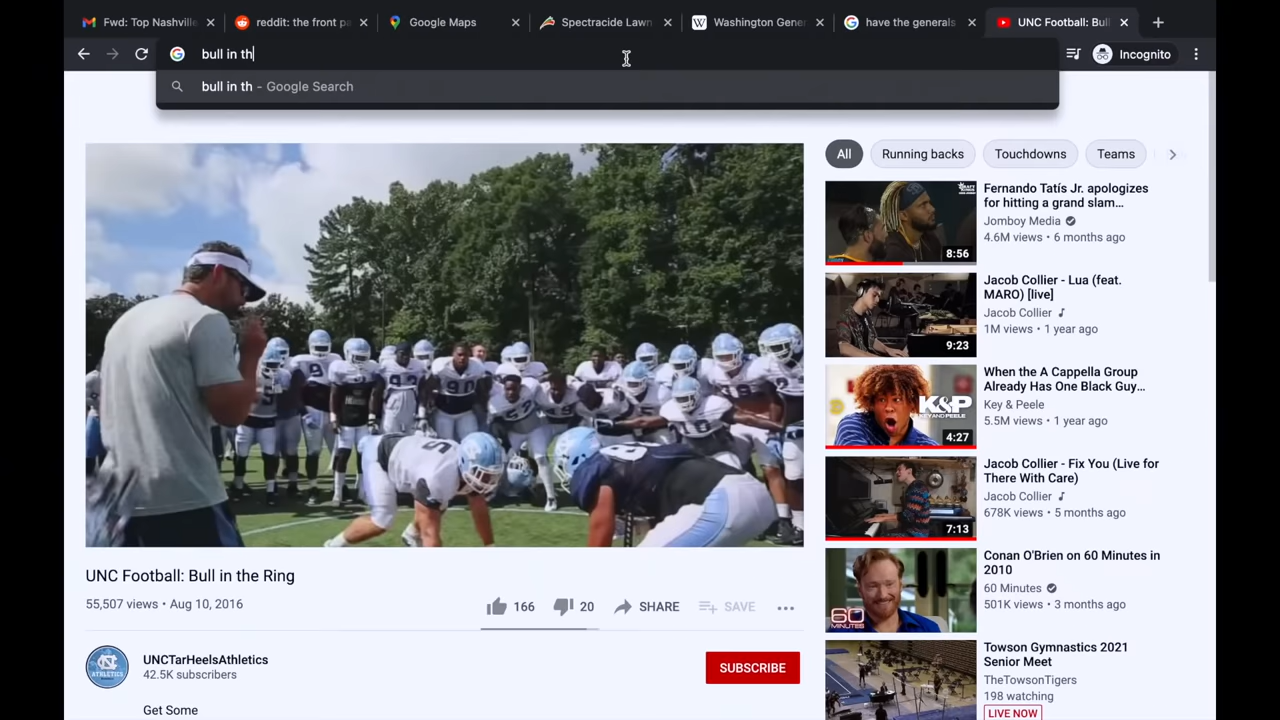 Fwd: Top Nashville
reddit: the front pa
Google Maps
Spectracide Lawn
Washington Gene
have the generals
UNC Football: Bul
bull in th
Incognito
bull in th - Google Search
All
Running backs
Touchdowns
Teams
Fernando Tatís Jr. apologizes
for hitting a grand slam...
Jomboy Media
4.6M views • 6 months ago
8:56
Jacob Collier - Lua (feat.
MARO) [live]
Jacob Collier
1M views • 1 year ago
9:23
When the A Cappella Group
Already Has One Black Guy...
Key & Peele
5.5M views • 1 year ago
K&P
4:27
Jacob Collier - Fix You (Live for
There With Care)
Jacob Collier
678K views • 5 months ago
7:13
Conan O'Brien on 60 Minutes in
2010
60 Minutes
501K views • 3 months ago
60
MINUTES
Towson Gymnastics 2021
Senior Meet
TheTowsonTigers
198 watching
LIVE NOW
UNC Football: Bull in the Ring
55,507 views • Aug 10, 2016
166
20
SHARE
SAVE
UNCTarHeelsAthletics
42.5K subscribers
SUBSCRIBE
Get Some